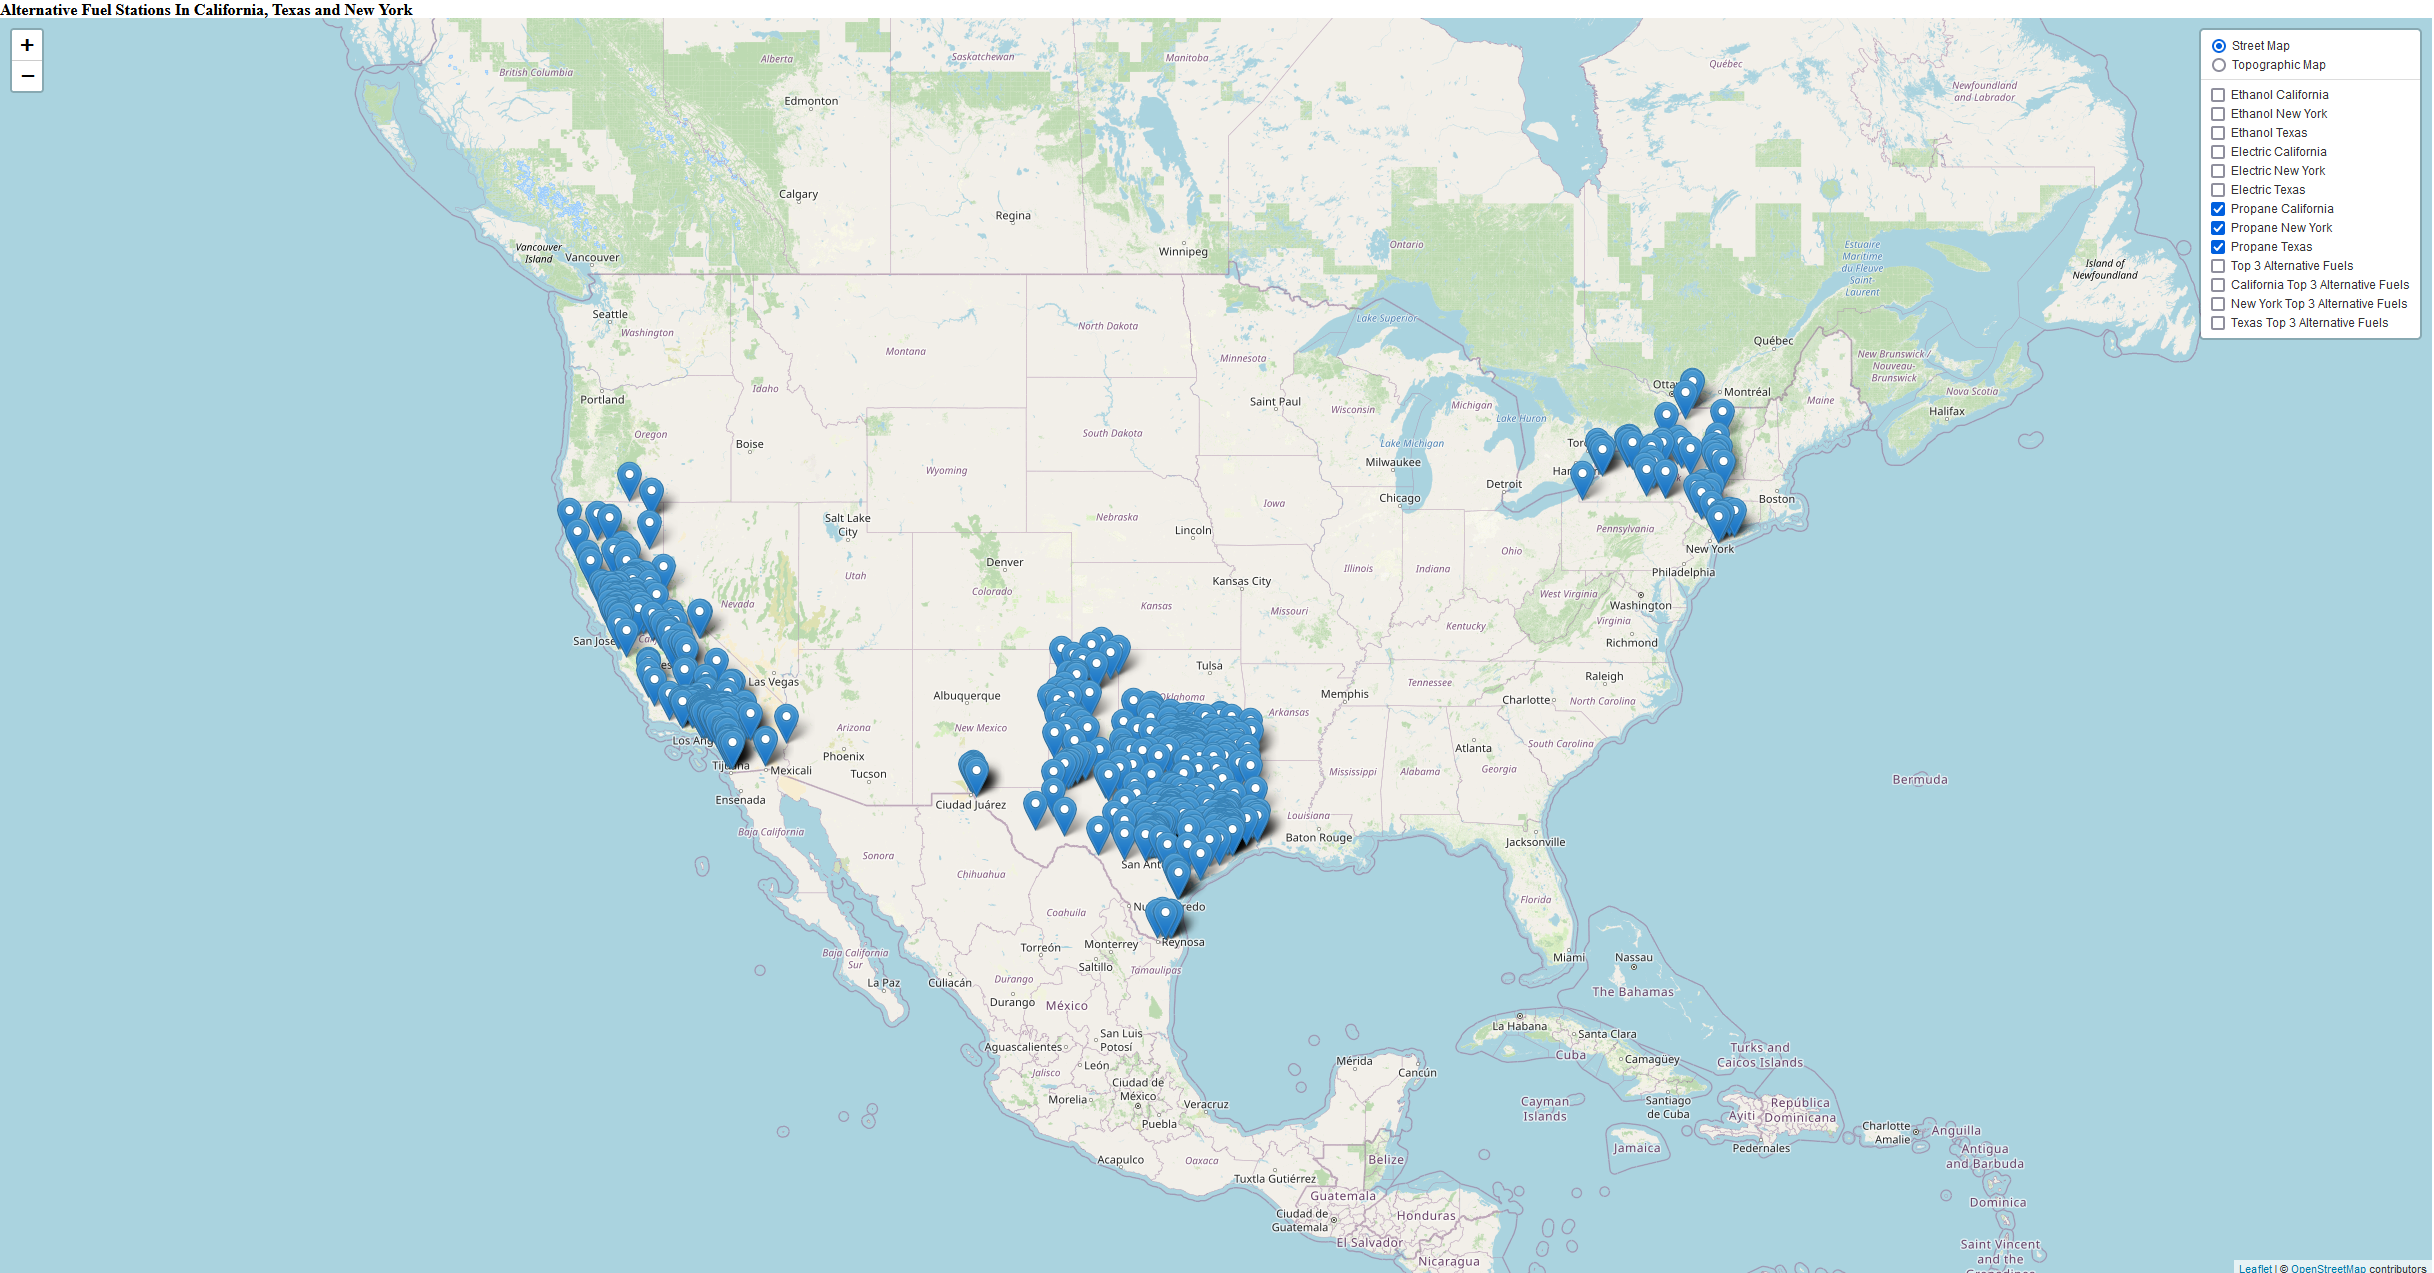 Alternative Fuel Stations In California, Texas and New York
+
−
Street Map
Topographic Map
Ethanol California
Ethanol New York
Ethanol Texas
Electric California
Electric New York
Electric Texas
Propane California
Propane New York
Propane Texas
Top 3 Alternative Fuels
California Top 3 Alternative Fuels
New York Top 3 Alternative Fuels
Texas Top 3 Alternative Fuels
British Columbia
Alberta
Saskatchewan
Manitoba
Québec
Newfoundland
and Labrador
Edmonton
Calgary
Regina
Winnipeg
Ontario
Vancouver
Island
Vancouver
Estuaire
Maritime
du Fleuve
Saint-
Laurent
Island of
Newfoundland
Seattle
Washington
North Dakota
Lake Superior
Montana
Minnesota
Québec
New Brunswick /
Nouveau-
Brunswick
Nova Scotia
Halifax
Portland
Idaho
Oregon
Boise
Wyoming
South Dakota
Saint Paul
Wisconsin
Michigan
Lake Huron
Lake Michigan
Milwaukee
Chicago
Detroit
Montréal
Maine
Boston
Salt Lake
City
Nebraska
Iowa
Lincoln
Pennsylvania
New York
Philadelphia
Denver
Utah
Colorado
Nevada
Kansas City
Kansas
Missouri
Illinois
Indiana
Ohio
West Virginia
Washington
Virginia
Kentucky
Richmond
San Jose
Las Vegas
Tulsa
Albuquerque
Oklahoma
Memphis
Tennessee
Raleigh
Charlotte
North Carolina
Arkansas
Arizona
New Mexico
Phoenix
Tucson
Mexicali
Atlanta
South Carolina
Mississippi
Alabama
Georgia
Bermuda
Ensenada
Ciudad Juárez
Louisiana
Baton Rouge
Jacksonville
Baja California
Sonora
Chihuahua
Florida
Coahuila
Reynosa
Torreón
Monterrey
Saltillo
Tamaulipas
Baja California
Sur
Durango
La Paz
Culiacán
Durango
México
Miami
Nassau
The Bahamas
San Luis
Potosí
Aguascalientes
León
Jalisco
Ciudad de
México
Morelia
Puebla
Veracruz
Mérida
Cancún
La Habana
Santa Clara
Cuba
Camagüey
Turks and
Caicos Islands
Cayman
Islands
Santiago
de Cuba
República
Dominicana
Ayiti
Jamaica
Pedernales
Charlotte
Amalie
Anguilla
Antigua
and Barbuda
Acapulco
Oaxaca
Tuxtla Gutiérrez
Belize
Guatemala
Ciudad de
Guatemala
Honduras
El Salvador
Nicaragua
Dominica
Saint Vincent
and the
Leaflet | © OpenStreetMap contributors